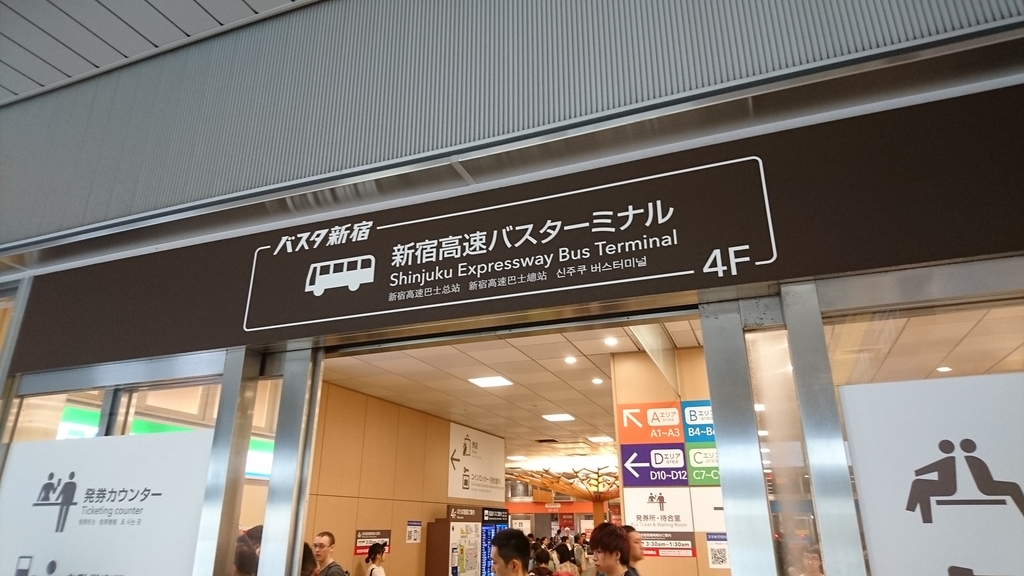 バスタ新宿
新宿高速バスターミナル
Shinjuku Expressway Bus Terminal
新宿高速巴士总站 新宿高速巴士總站 신주쿠 버스터미널
4F
発券カウンター
Ticketing counter
Aエリア
A1~A3
Bエリア
Dエリア
D10~D12
Cエリア
発券所・待合室